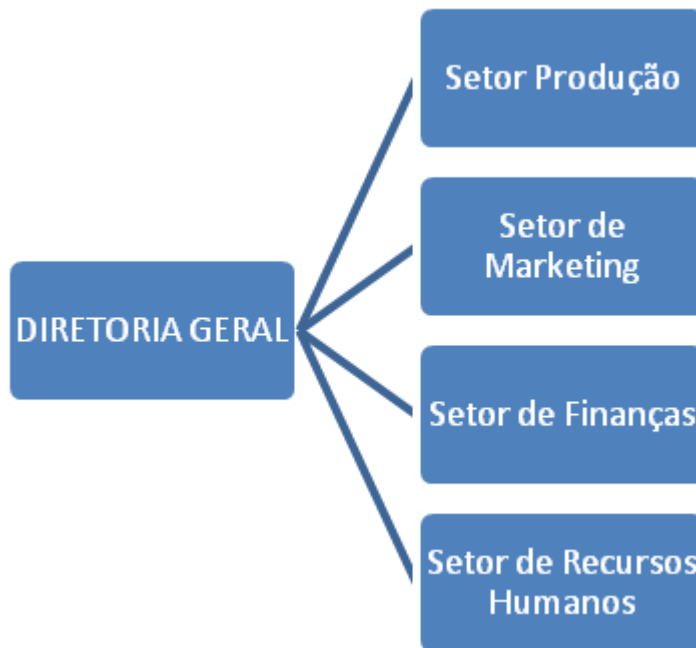 DIRETORIA GERAL
Setor Produção
Setor de
Marketing
Setor de Finanças
Setor de Recursos
Humanos